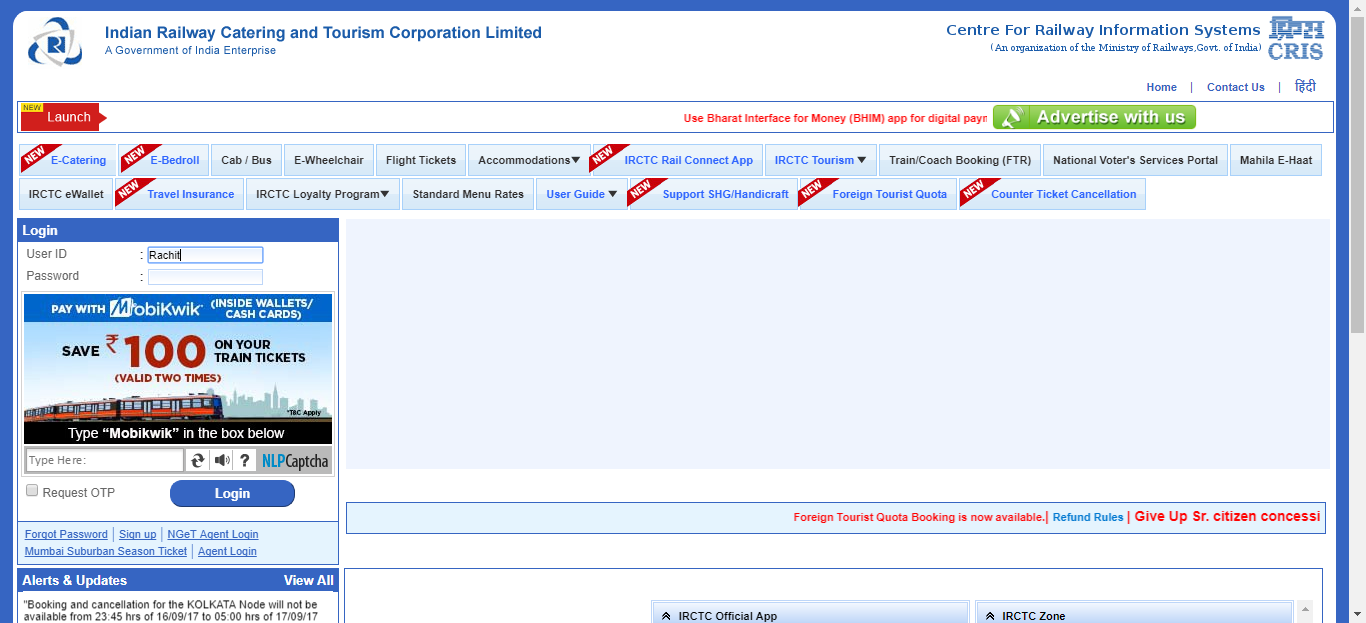 Indian Railway Catering and Tourism Corporation Limited
A Government of India Enterprise
Centre For Railway Information Systems
(An organization of the Ministry of Railways,Govt. of India)
CRIS
Home | Contact Us | हिंदी
NEW
Launch
Use Bharat Interface for Money (BHIM) app for digital payn
Advertise with us
NEW E-Catering NEW E-Bedroll Cab / Bus E-Wheelchair Flight Tickets Accommodations▼ NEW IRCTC Rail Connect App IRCTC Tourism ▼ Train/Coach Booking (FTR) National Voter's Services Portal Mahila E-Haat
IRCTC eWallet NEW Travel Insurance IRCTC Loyalty Program▼ Standard Menu Rates User Guide ▼ NEW Support SHG/Handicraft NEW Foreign Tourist Quota NEW Counter Ticket Cancellation
Login
User ID : Rachit
Password :
PAY WITH MobiKwik (INSIDE WALLETS/
CASH CARDS)
SAVE ₹100 ON YOUR
TRAIN TICKETS
(VALID TWO TIMES)
*T&C Apply
Type “Mobikwik” in the box below
Type Here: ? NLPCaptcha
Request OTP Login
Foreign Tourist Quota Booking is now available.| Refund Rules | Give Up Sr. citizen concessi
Forgot Password | Sign up | NGeT Agent Login
Mumbai Suburban Season Ticket | Agent Login
Alerts & Updates View All
"Booking and cancellation for the KOLKATA Node will not be
available from 23:45 hrs of 16/09/17 to 05:00 hrs of 17/09/17
IRCTC Official App IRCTC Zone